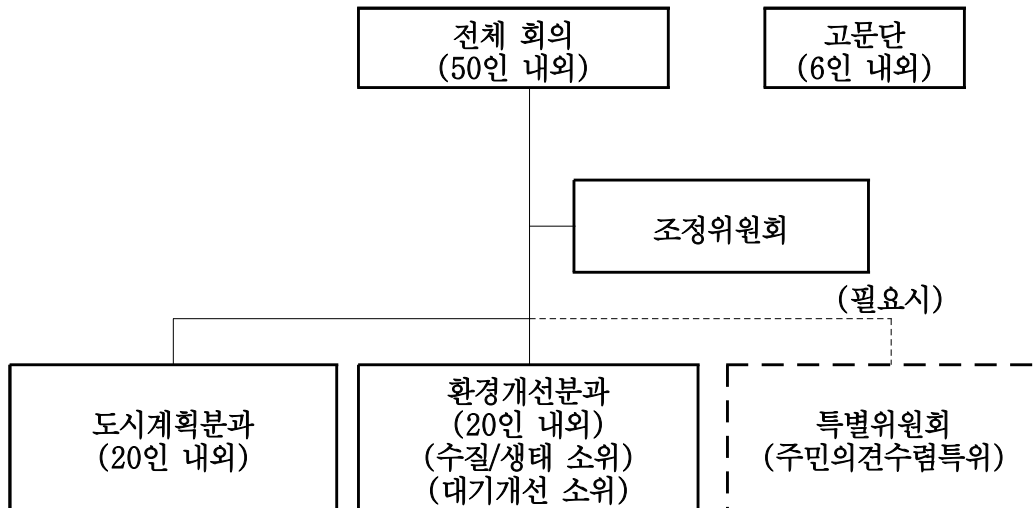 전체 회의
(50인 내외)
고문단
(6인 내외)
조정위원회
(필요시)
도시계획분과
(20인 내외)
환경개선분과
(20인 내외)
(수질/생태 소위)
(대기개선 소위)
특별위원회
(주민의견수렴특위)